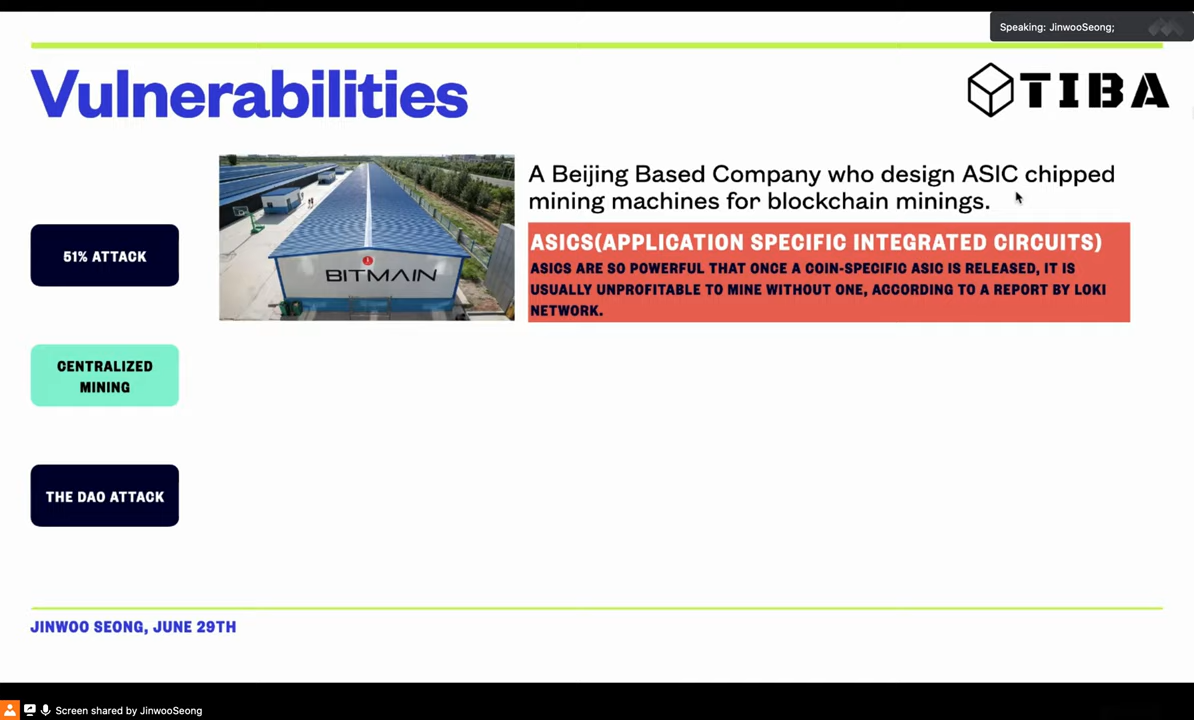 Speaking: JinwooSeong;
Vulnerabilities
TIBA
A Beijing Based Company who design ASIC chipped
mining machines for blockchain minings.
BITMAIN
ASICS(APPLICATION SPECIFIC INTEGRATED CIRCUITS)
ASICS ARE SO POWERFUL THAT ONCE A COIN-SPECIFIC ASIC IS RELEASED, IT IS
USUALLY UNPROFITABLE TO MINE WITHOUT ONE, ACCORDING TO A REPORT BY LOKI
NETWORK.
51% ATTACK
CENTRALIZED
MINING
THE DAO ATTACK
JINWOO SEONG, JUNE 29TH
Screen shared by JinwooSeong